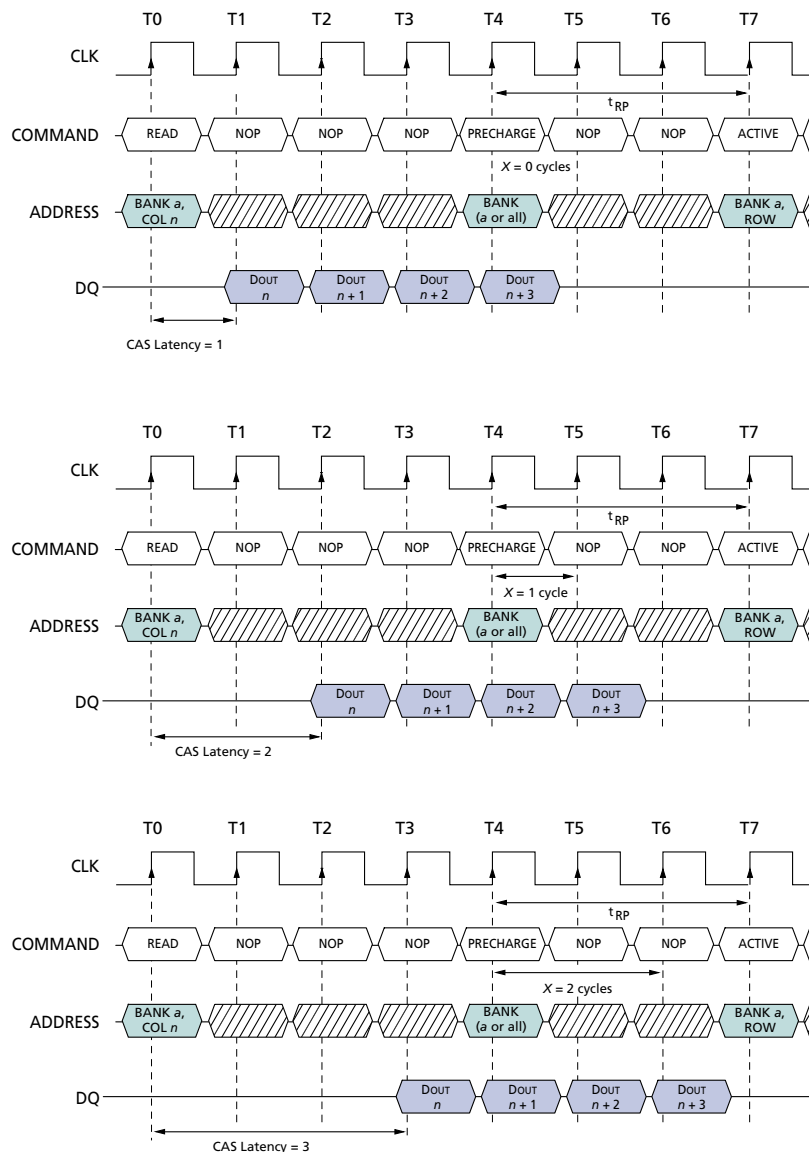 T0 T1 T2 T3 T4 T5 T6 T7
CLK
tRP
COMMAND READ NOP NOP NOP PRECHARGE NOP NOP ACTIVE
X = 0 cycles
ADDRESS BANK a, COL n BANK (a or all) BANK a, ROW
DQ DOUT n DOUT n + 1 DOUT n + 2 DOUT n + 3
CAS Latency = 1
T0 T1 T2 T3 T4 T5 T6 T7
CLK
tRP
COMMAND READ NOP NOP NOP PRECHARGE NOP NOP ACTIVE
X = 1 cycle
ADDRESS BANK a, COL n BANK (a or all) BANK a, ROW
DQ DOUT n DOUT n + 1 DOUT n + 2 DOUT n + 3
CAS Latency = 2
T0 T1 T2 T3 T4 T5 T6 T7
CLK
tRP
COMMAND READ NOP NOP NOP PRECHARGE NOP NOP ACTIVE
X = 2 cycles
ADDRESS BANK a, COL n BANK (a or all) BANK a, ROW
DQ DOUT n DOUT n + 1 DOUT n + 2 DOUT n + 3
CAS Latency = 3